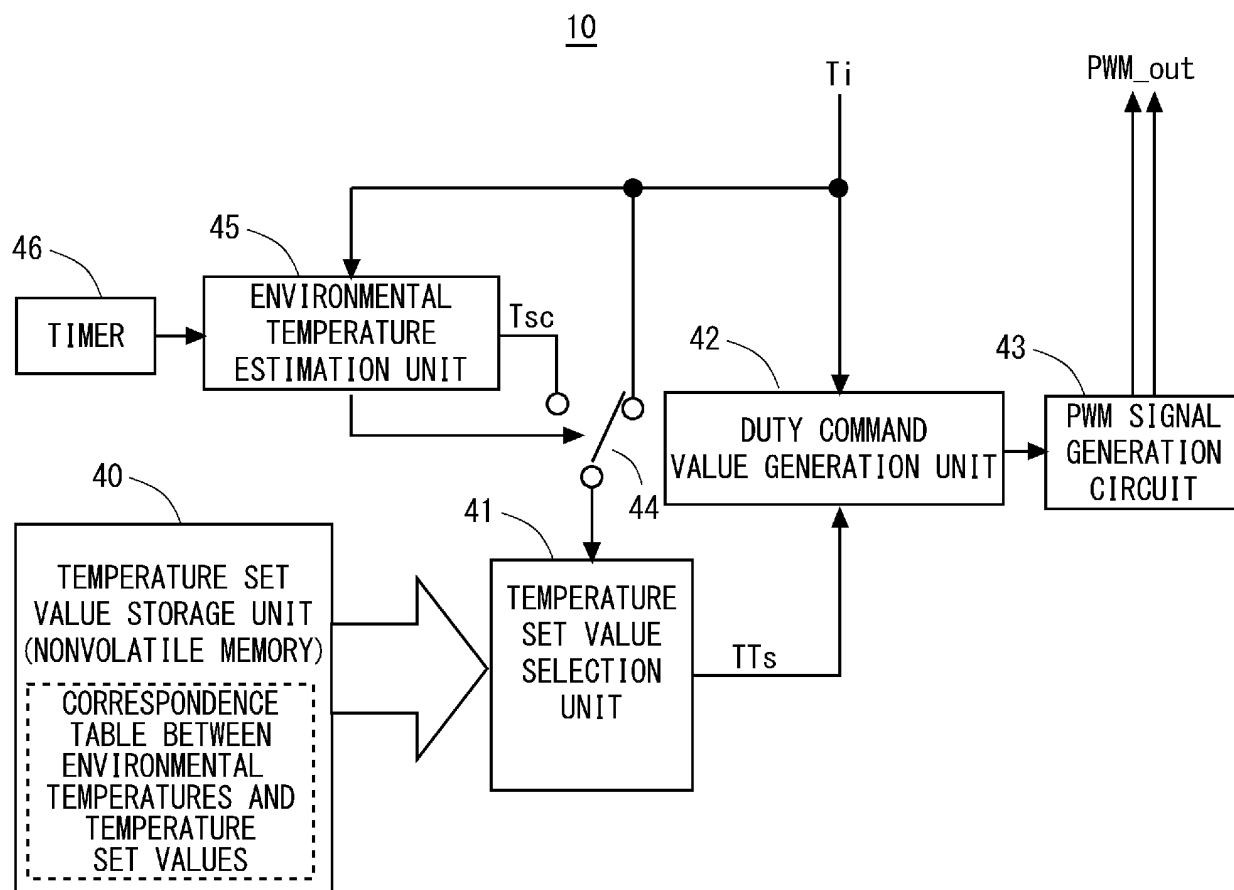 10
Ti
PWM_out
46
TIMER
45
ENVIRONMENTAL
TEMPERATURE
ESTIMATION UNIT
Tsc
44
42
DUTY COMMAND
VALUE GENERATION UNIT
43
PWM SIGNAL
GENERATION
CIRCUIT
40
TEMPERATURE SET
VALUE STORAGE UNIT
(NONVOLATILE MEMORY)
CORRESPONDENCE
TABLE BETWEEN
ENVIRONMENTAL
TEMPERATURES AND
TEMPERATURE
SET VALUES
41
TEMPERATURE
SET VALUE
SELECTION
UNIT
TTs